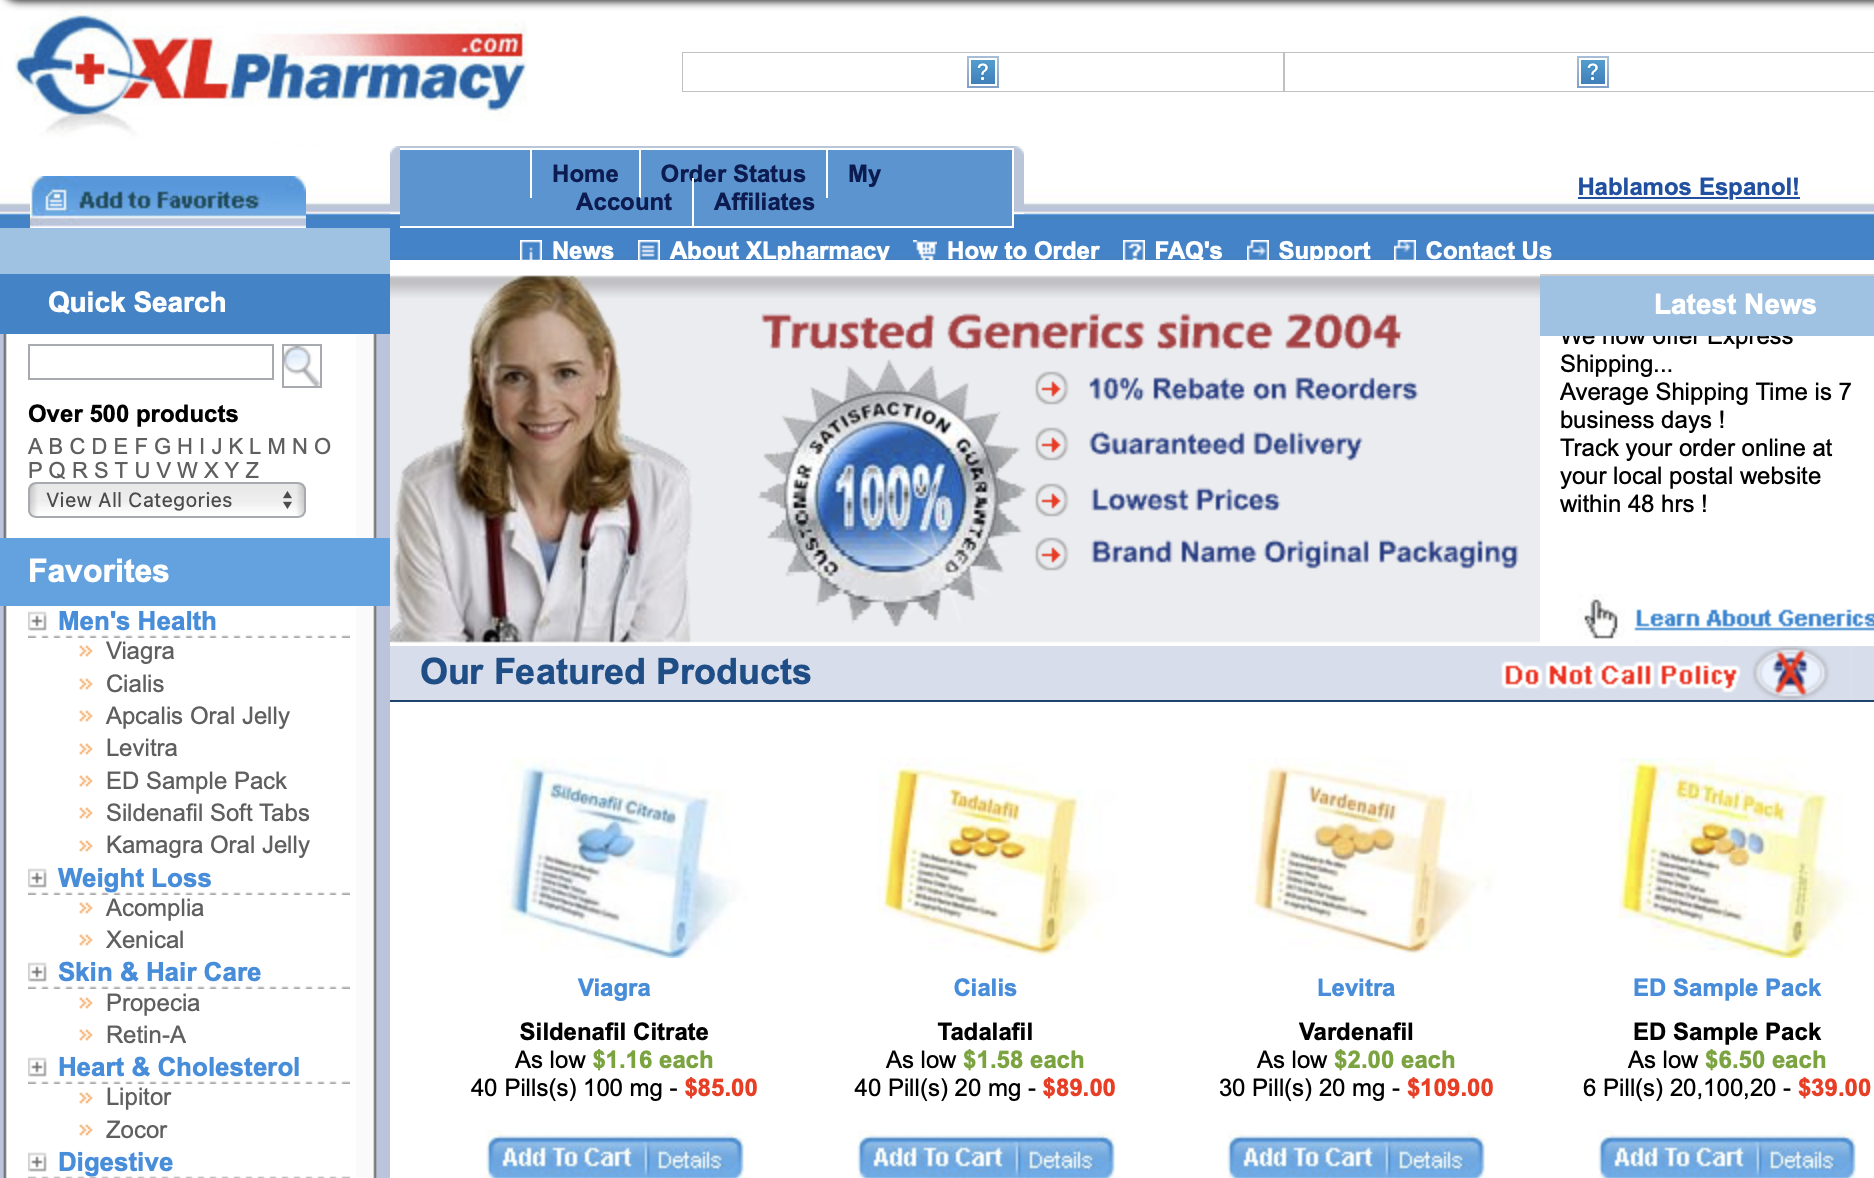 XLPharmacy.com
?
?
Home
Order Status
My Account
Affiliates
Hablamos Espanol!
Add to Favorites
News
About XLpharmacy
How to Order
FAQ's
Support
Contact Us
Quick Search
Over 500 products
A B C D E F G H I J K L M N O
P Q R S T U V W X Y Z
View All Categories
Favorites
Men's Health
Viagra
Cialis
Apcalis Oral Jelly
Levitra
ED Sample Pack
Sildenafil Soft Tabs
Kamagra Oral Jelly
Weight Loss
Acomplia
Xenical
Skin & Hair Care
Propecia
Retin-A
Heart & Cholesterol
Lipitor
Zocor
Digestive
Trusted Generics since 2004
CUSTOMER SATISFACTION GUARANTEED
100%
10% Rebate on Reorders
Guaranteed Delivery
Lowest Prices
Brand Name Original Packaging
Latest News
We now offer Express
Shipping...
Average Shipping Time is 7
business days !
Track your order online at
your local postal website
within 48 hrs !
Learn About Generics
Our Featured Products
Do Not Call Policy
Sildenafil Citrate
Viagra
Sildenafil Citrate
As low $1.16 each
40 Pills(s) 100 mg - $85.00
Add To Cart
Details
Tadalafil
Cialis
Tadalafil
As low $1.58 each
40 Pill(s) 20 mg - $89.00
Add To Cart
Details
Vardenafil
Levitra
Vardenafil
As low $2.00 each
30 Pill(s) 20 mg - $109.00
Add To Cart
Details
ED Trial Pack
ED Sample Pack
ED Sample Pack
As low $6.50 each
6 Pill(s) 20,100,20 - $39.00
Add To Cart
Details